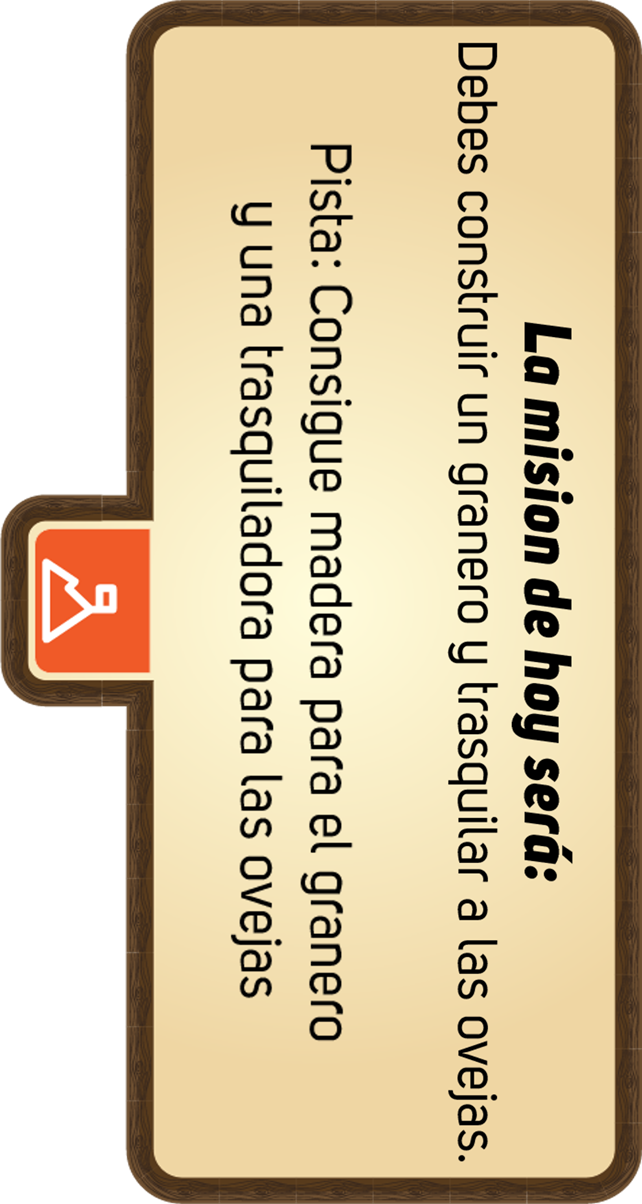 La mision de hoy será:
Debes construir un granero y trasquilar a las ovejas.
Pista: Consigue madera para el granero
y una trasquiladora para las ovejas